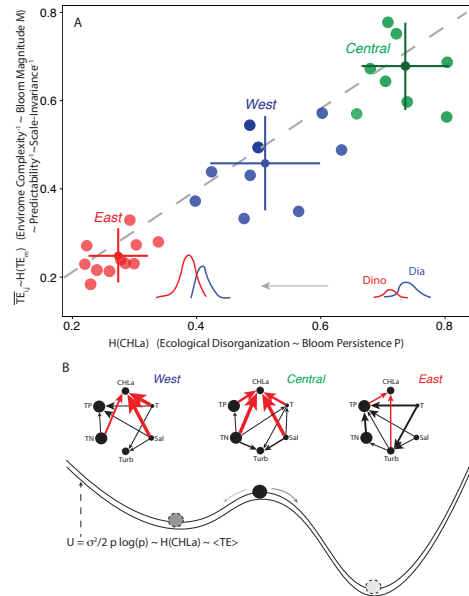 A
0.8
0.6
0.4
0.2
T̅E̅ᵢⱼ~H(TEₘ) (Envirome Complexity⁻¹ ~ Bloom Magnitude M)
~ Predictability⁻¹~Scale-Invariance⁻¹
Central
West
East
Dino
Dia
0.2
0.4
0.6
0.8
H(CHLa) (Ecological Disorganization ~ Bloom Persistence P)
B
West
Central
East
CHLa
TP
T
TN
Sal
Turb
CHLa
TP
T
TN
Sal
Turb
CHLa
TP
T
TN
Sal
Turb
U = σ²/2 p log(p) ~ H(CHLa) ~ <TE>